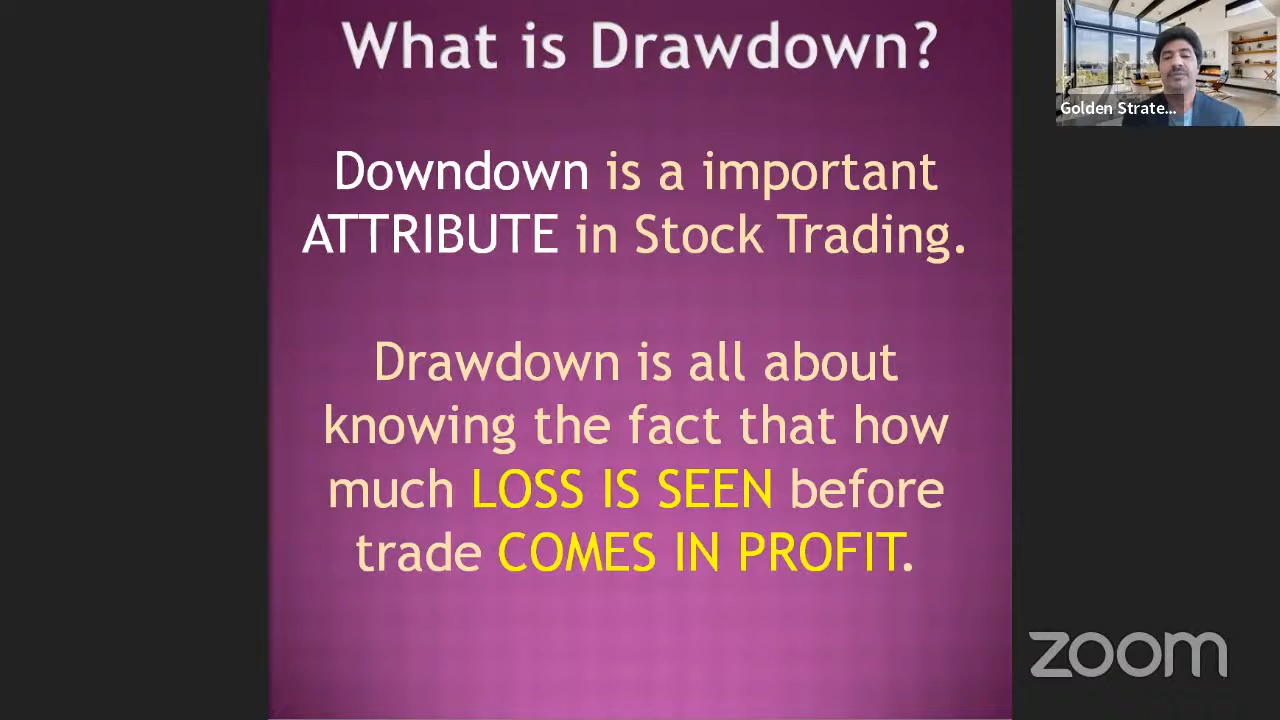 What is Drawdown?
Golden Strate...
Downdown is a important
ATTRIBUTE in Stock Trading.
Drawdown is all about
knowing the fact that how
much LOSS IS SEEN before
trade COMES IN PROFIT.
zoom